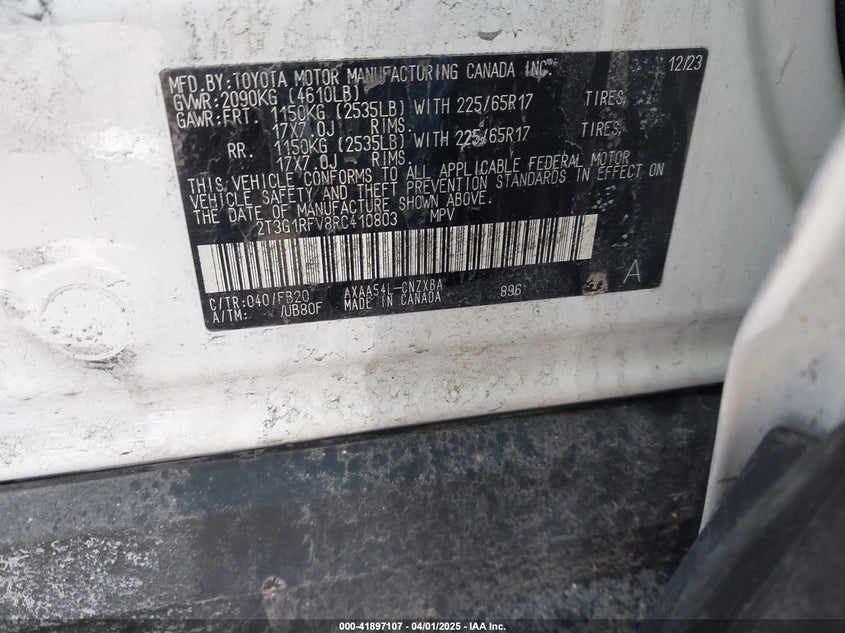 MFD.BY:TOYOTA MOTOR MANUFACTURING CANADA INC. 12/23
GVWR:2090KG (4610LB)
GAWR:FRT. 1150KG (2535LB) WITH 225/65R17 TIRES,
17X7.0J RIMS.
RR. 1150KG (2535LB) WITH 225/65R17 TIRES,
17X7.0J RIMS.
THIS VEHICLE CONFORMS TO ALL APPLICABLE FEDERAL MOTOR
VEHICLE SAFETY AND THEFT PREVENTION STANDARDS IN EFFECT ON
THE DATE OF MANUFACTURE SHOWN ABOVE.
2T3G1RFV8RC410803 MPV
C/TR:040/FB20 AXAA54L-CNZXBA 896 A
A/TM: /UB80F MADE IN CANADA
000-41897107 - 04/01/2025 - IAA Inc.